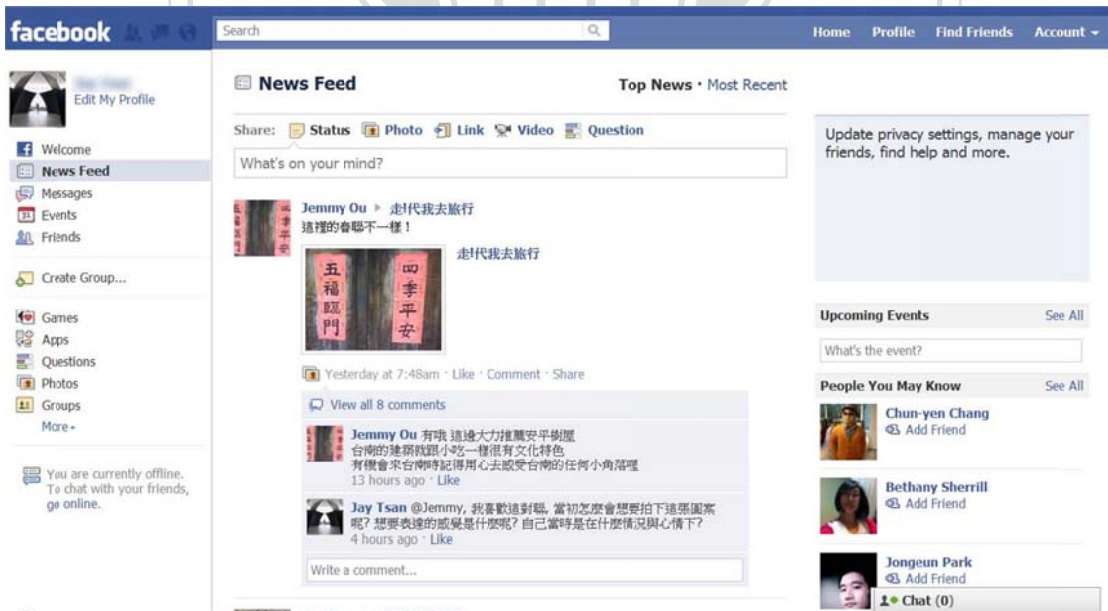 facebook
Search
Home Profile Find Friends Account
Edit My Profile
Welcome
News Feed
Messages
Events
Friends
Create Group...
Games
Apps
Questions
Photos
Groups
More
You are currently offline.
To chat with your friends,
go online.
News Feed
Top News · Most Recent
Share: Status Photo Link Video Question
What's on your mind?
Jemmy Ou ▸ 走!代我去旅行
這裡的春聯不一樣！
走!代我去旅行
五福臨門
四季平安
Yesterday at 7:48am · Like · Comment · Share
View all 8 comments
Jemmy Ou 有哦 這邊大力推薦安平樹屋
台南的建築就跟小吃一樣很有文化特色
有機會來台南時記得用心去感受台南的任何小角落喔
13 hours ago · Like
Jay Tsan @Jemmy, 我喜歡這對聯, 當初怎麼會想要拍下這張圖案
呢? 想要表達的感覺是什麼呢? 自己當時是在什麼情況與心情下?
4 hours ago · Like
Write a comment...
Update privacy settings, manage your
friends, find help and more.
Upcoming Events See All
What's the event?
People You May Know See All
Chun-yen Chang
Add Friend
Bethany Sherrill
Add Friend
Jongeun Park
Add Friend
Chat (0)